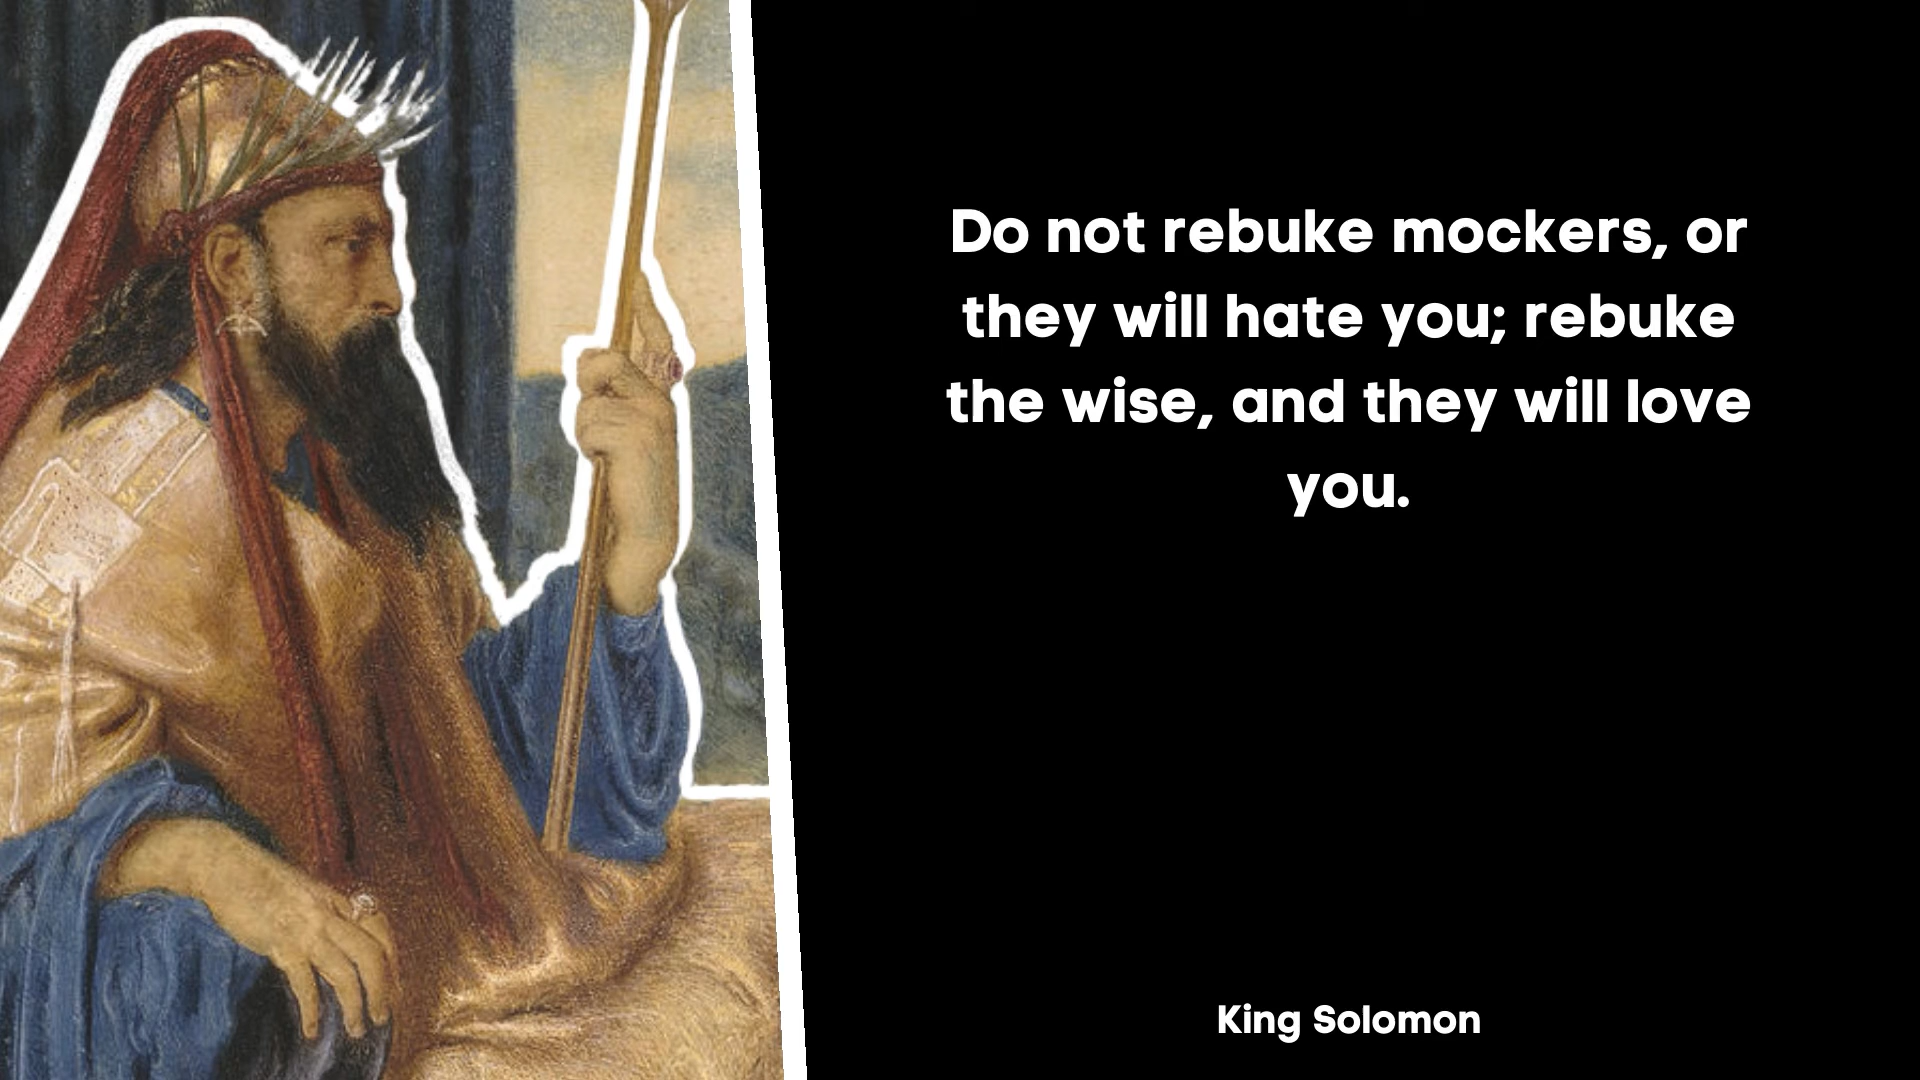 Do not rebuke mockers, or
they will hate you; rebuke
the wise, and they will love
you.
King Solomon